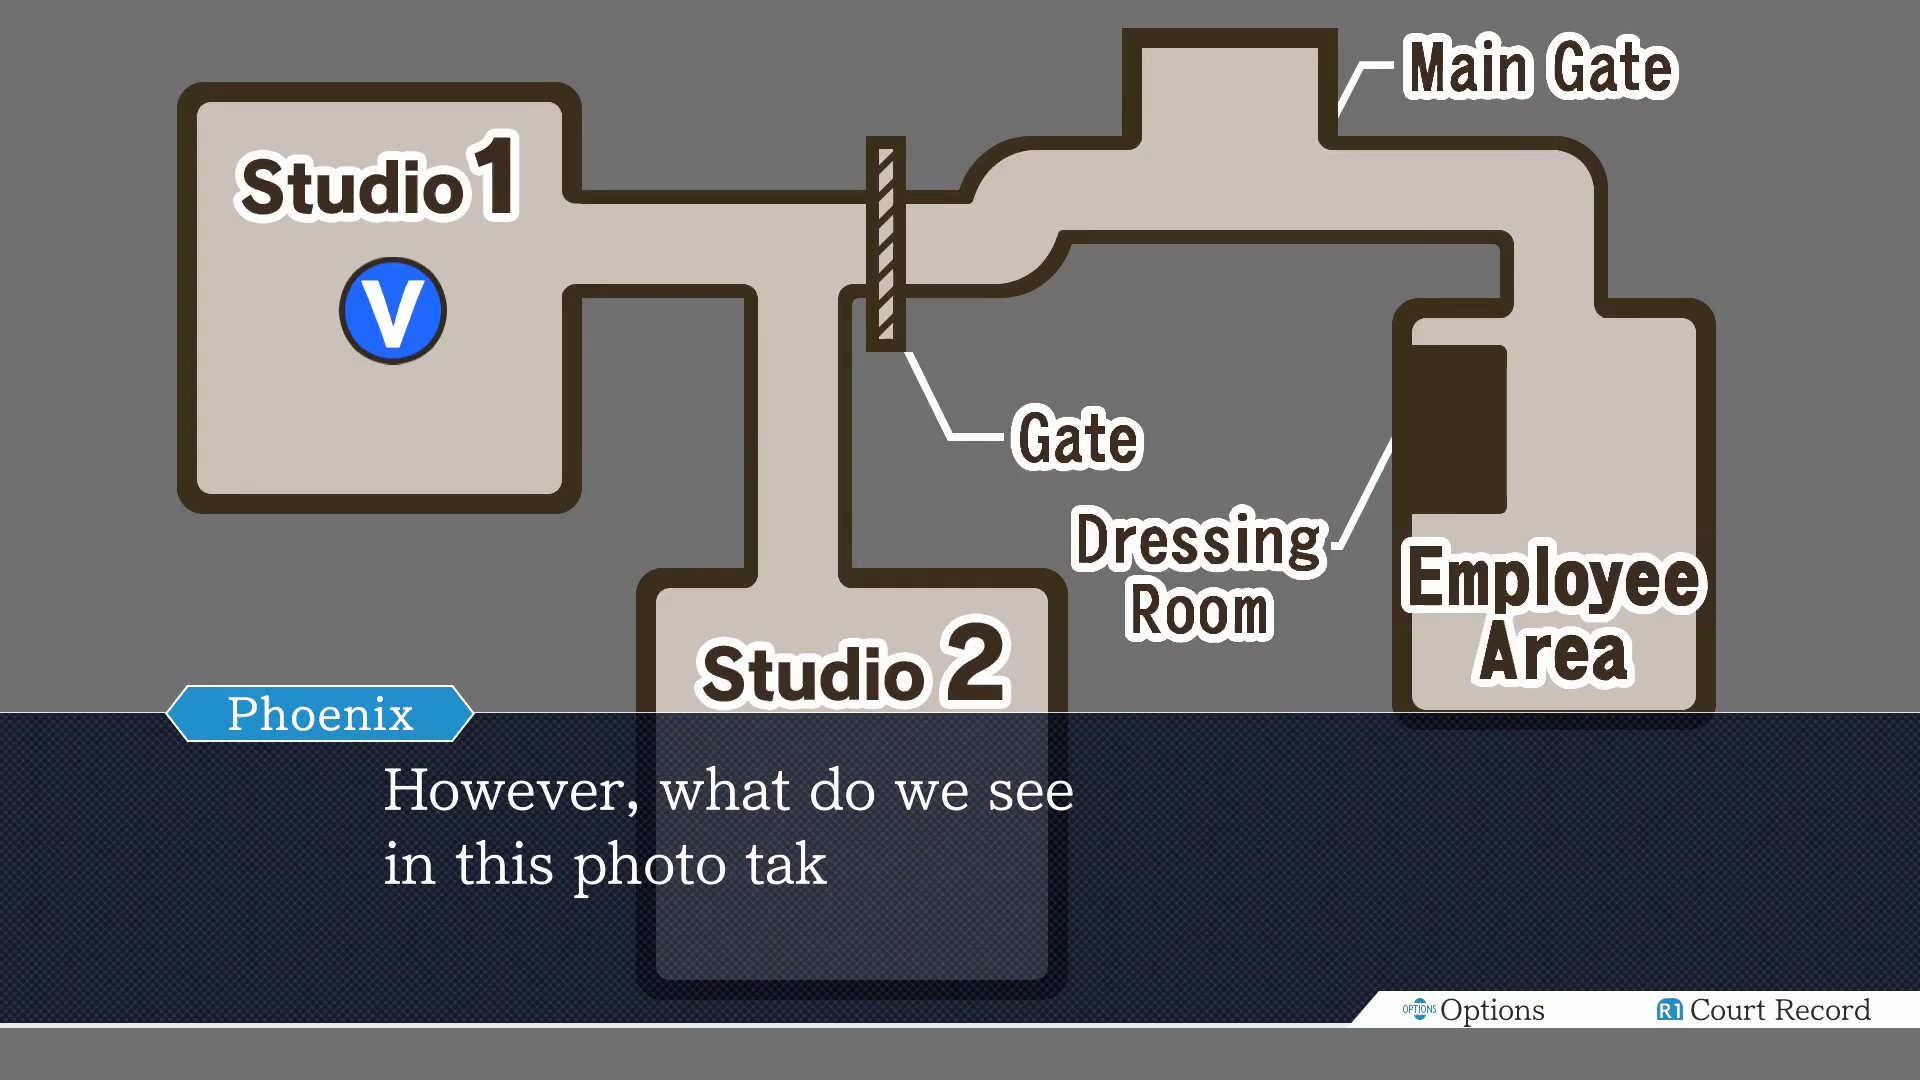 Main Gate
Studio 1
V
Gate
Dressing
Room
Employee
Area
Studio 2
Phoenix
However, what do we see
in this photo tak
OPTIONS Options
R1 Court Record